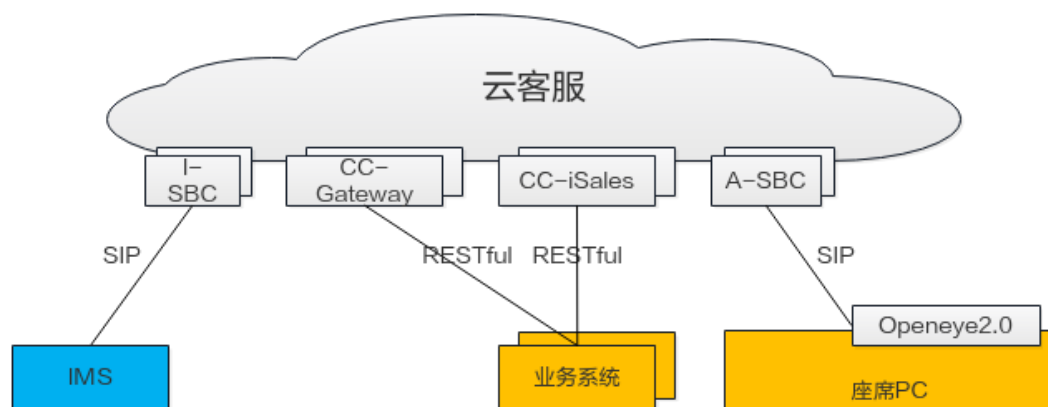 云客服
I-
SBC
CC-
Gateway
CC-iSales
A-SBC
SIP
RESTful
RESTful
SIP
Openeye2.0
IMS
业务系统
座席PC